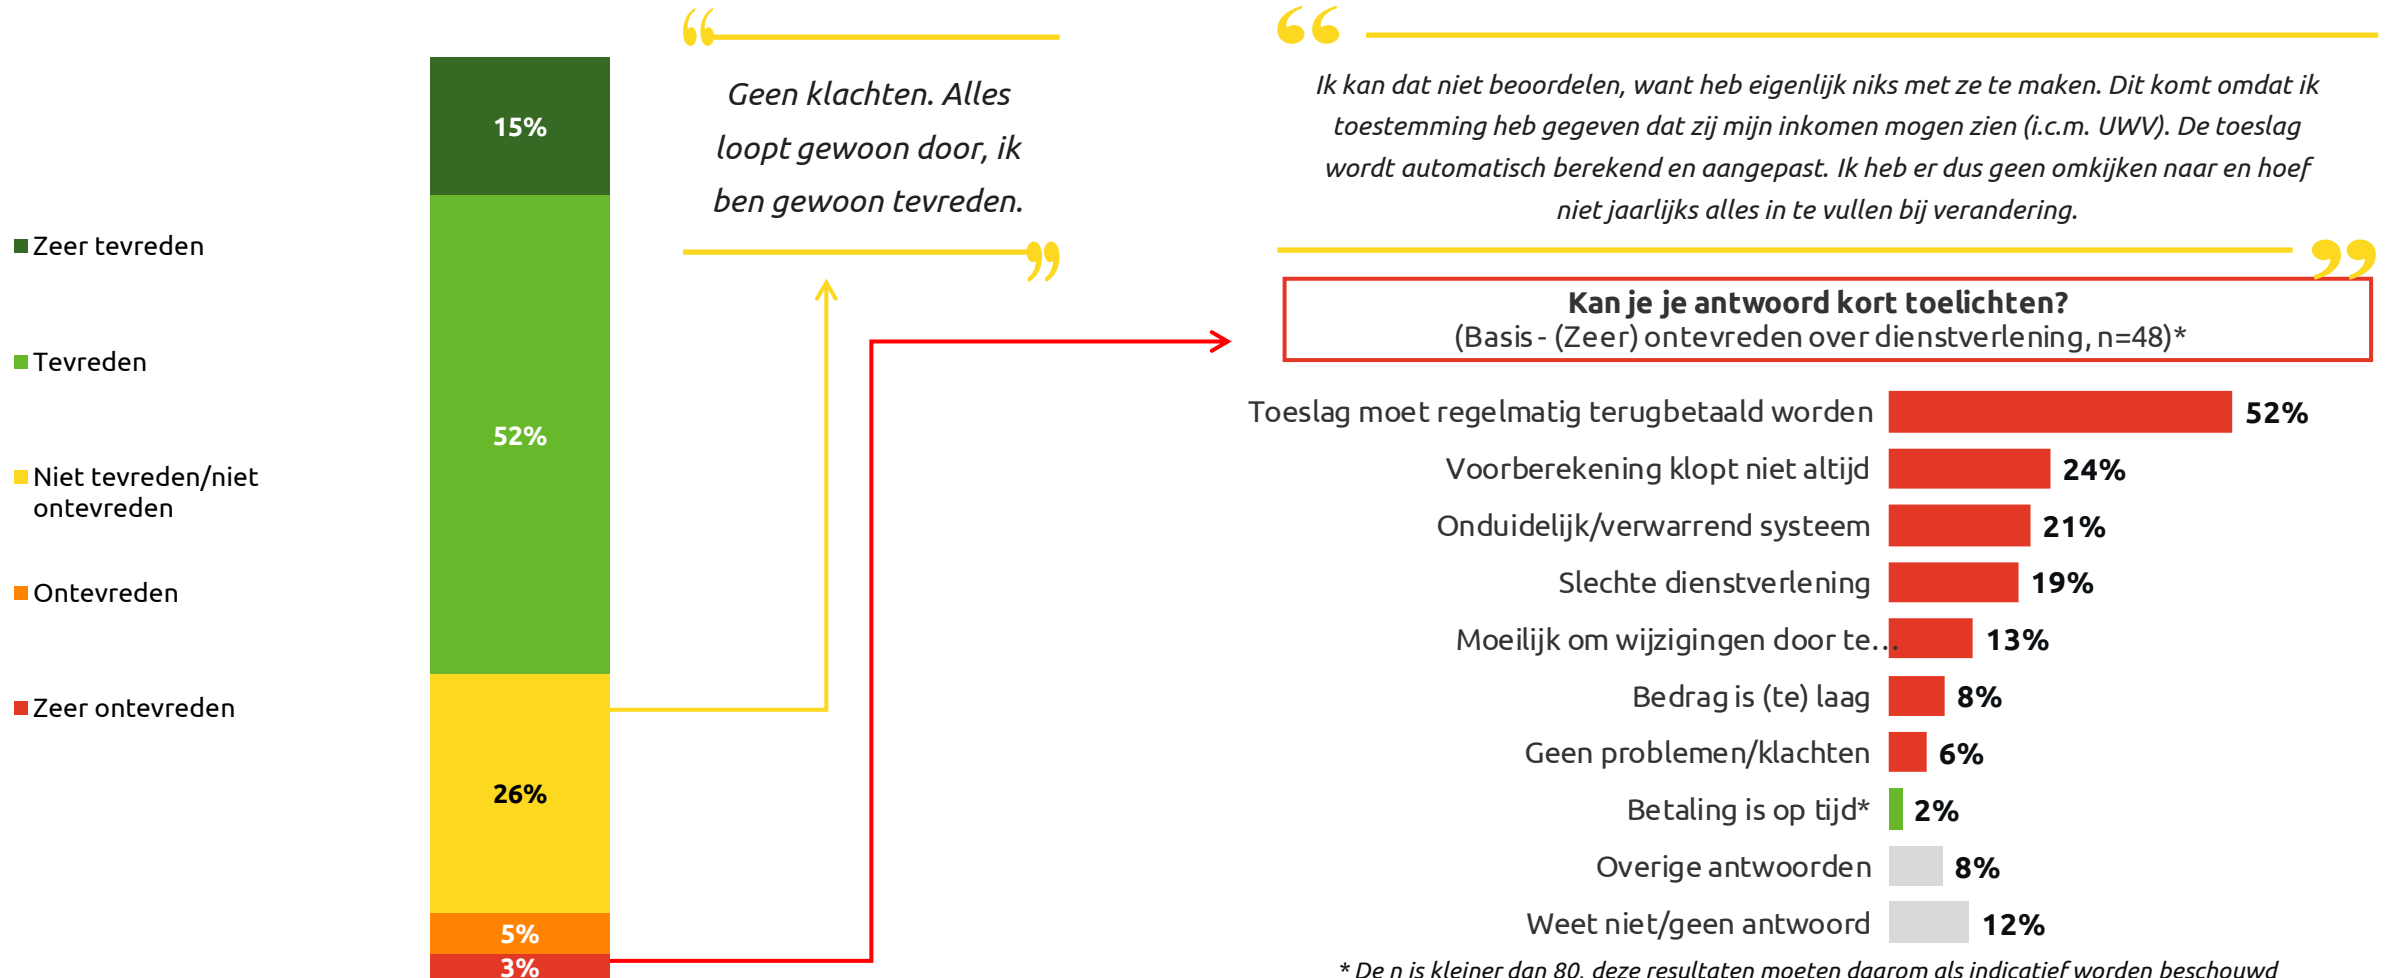 Zeer tevreden
Tevreden
Niet tevreden/niet
ontevreden
Ontevreden
Zeer ontevreden
15%
52%
26%
5%
3%
Geen klachten. Alles
loopt gewoon door, ik
ben gewoon tevreden.
Ik kan dat niet beoordelen, want heb eigenlijk niks met ze te maken. Dit komt omdat ik
toestemming heb gegeven dat zij mijn inkomen mogen zien (i.c.m. UWV). De toeslag
wordt automatisch berekend en aangepast. Ik heb er dus geen omkijken naar en hoef
niet jaarlijks alles in te vullen bij verandering.
Kan je je antwoord kort toelichten?
(Basis - (Zeer) ontevreden over dienstverlening, n=48)*
Toeslag moet regelmatig terugbetaald worden 52%
Voorberekening klopt niet altijd 24%
Onduidelijk/verwarrend systeem 21%
Slechte dienstverlening 19%
Moeilijk om wijzigingen door te… 13%
Bedrag is (te) laag 8%
Geen problemen/klachten 6%
Betaling is op tijd* 2%
Overige antwoorden 8%
Weet niet/geen antwoord 12%
* De n is kleiner dan 80, deze resultaten moeten daarom als indicatief worden beschouwd